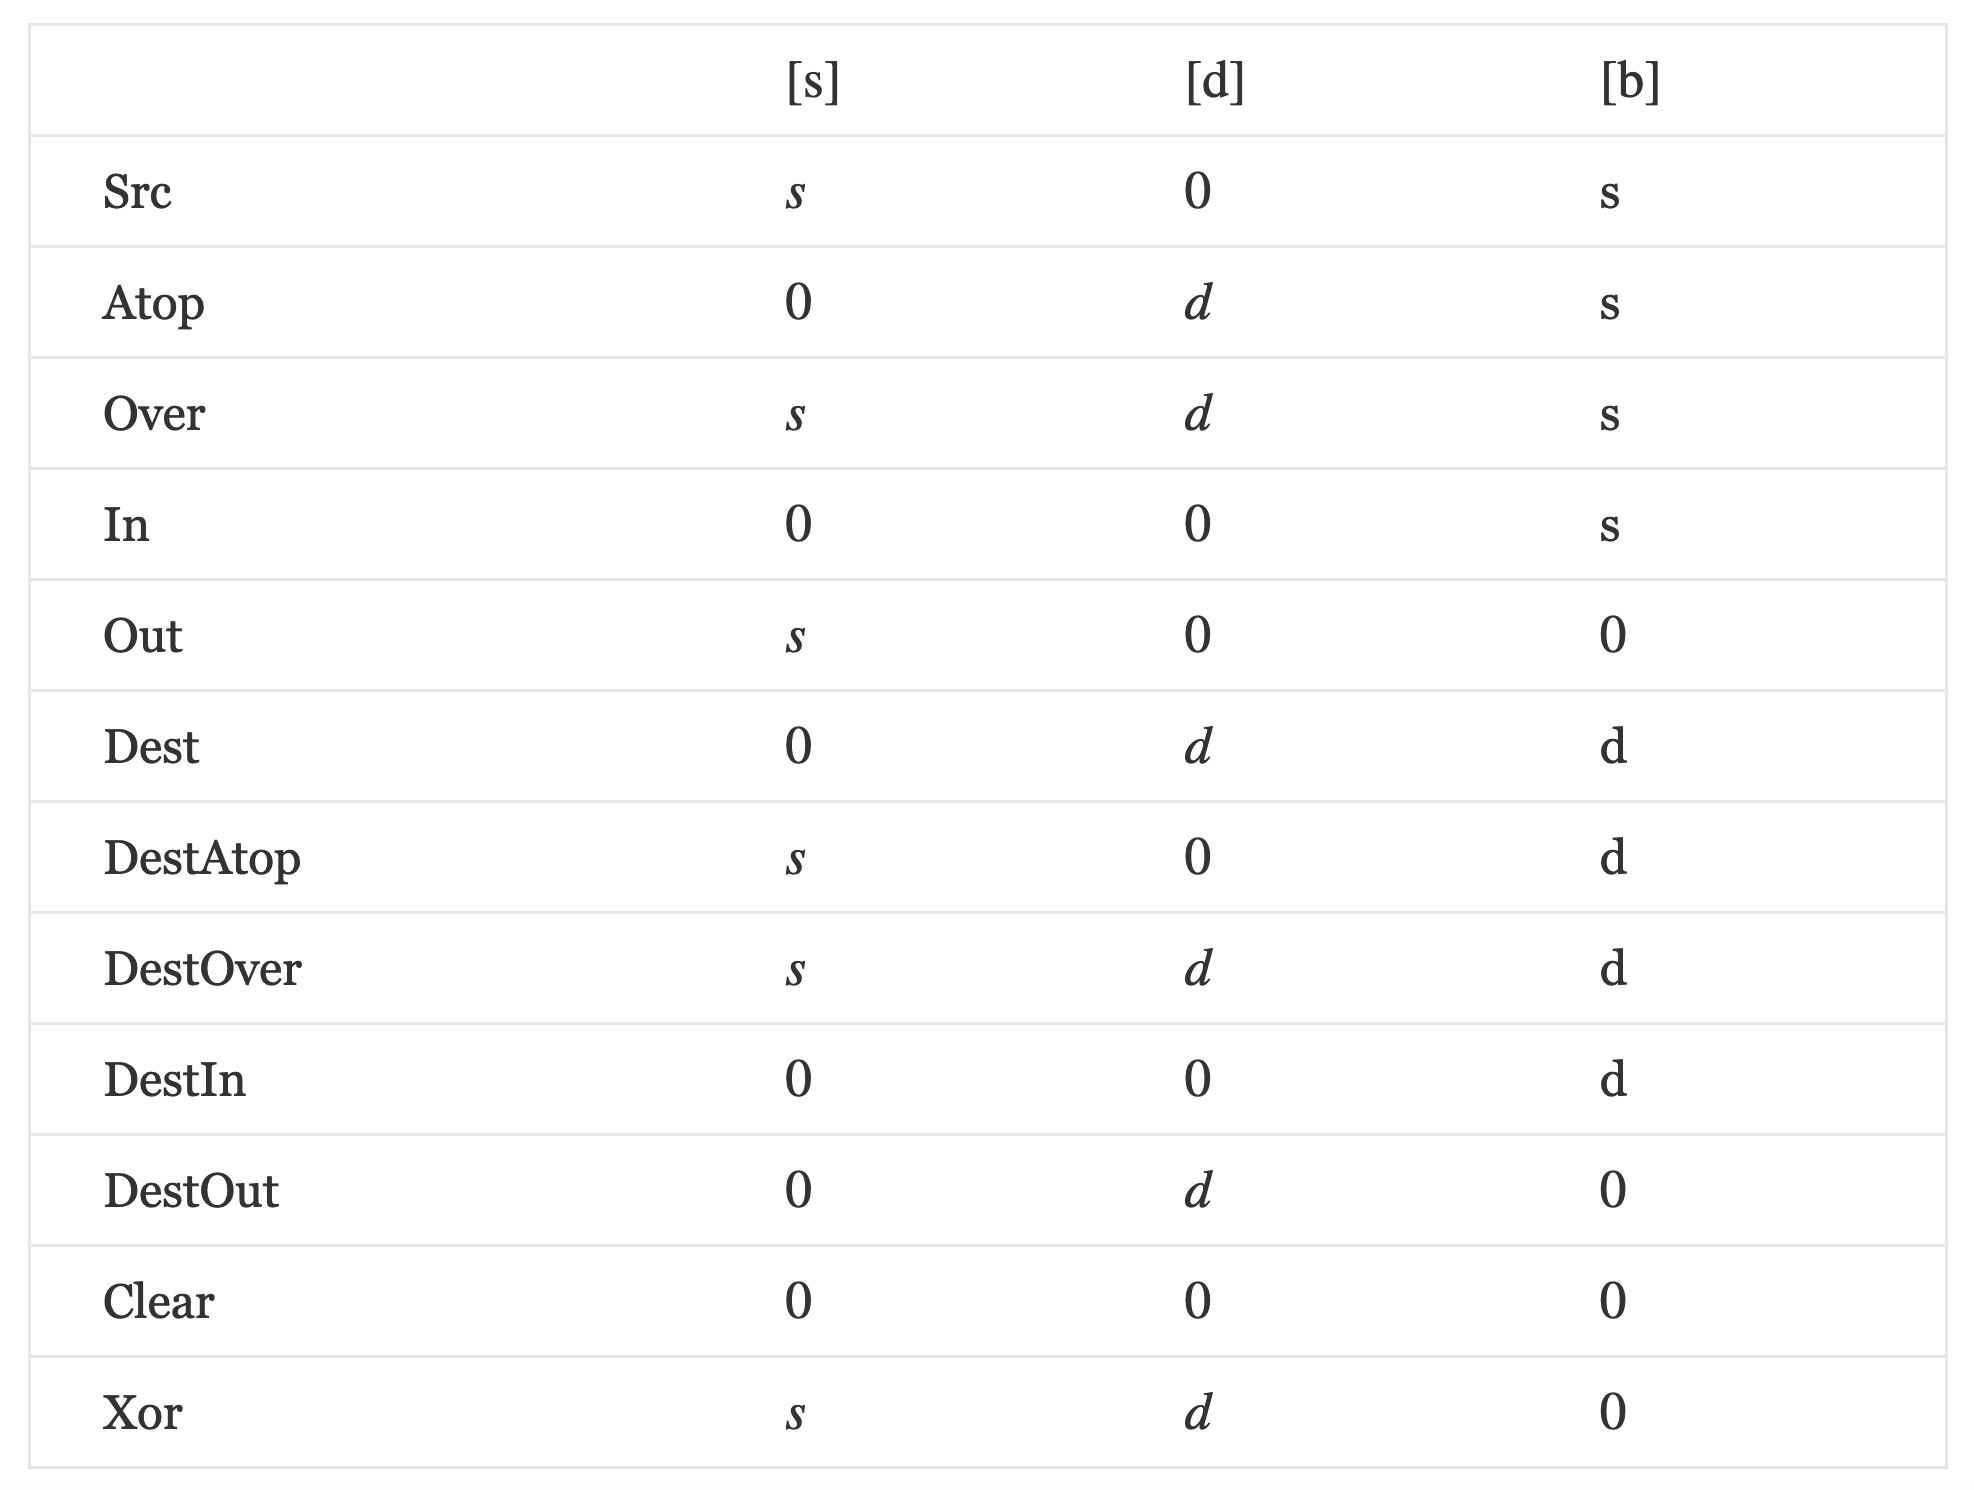 [s] [d] [b]
Src s 0 s
Atop 0 d s
Over s d s
In 0 0 s
Out s 0 0
Dest 0 d d
DestAtop s 0 d
DestOver s d d
DestIn 0 0 d
DestOut 0 d 0
Clear 0 0 0
Xor s d 0